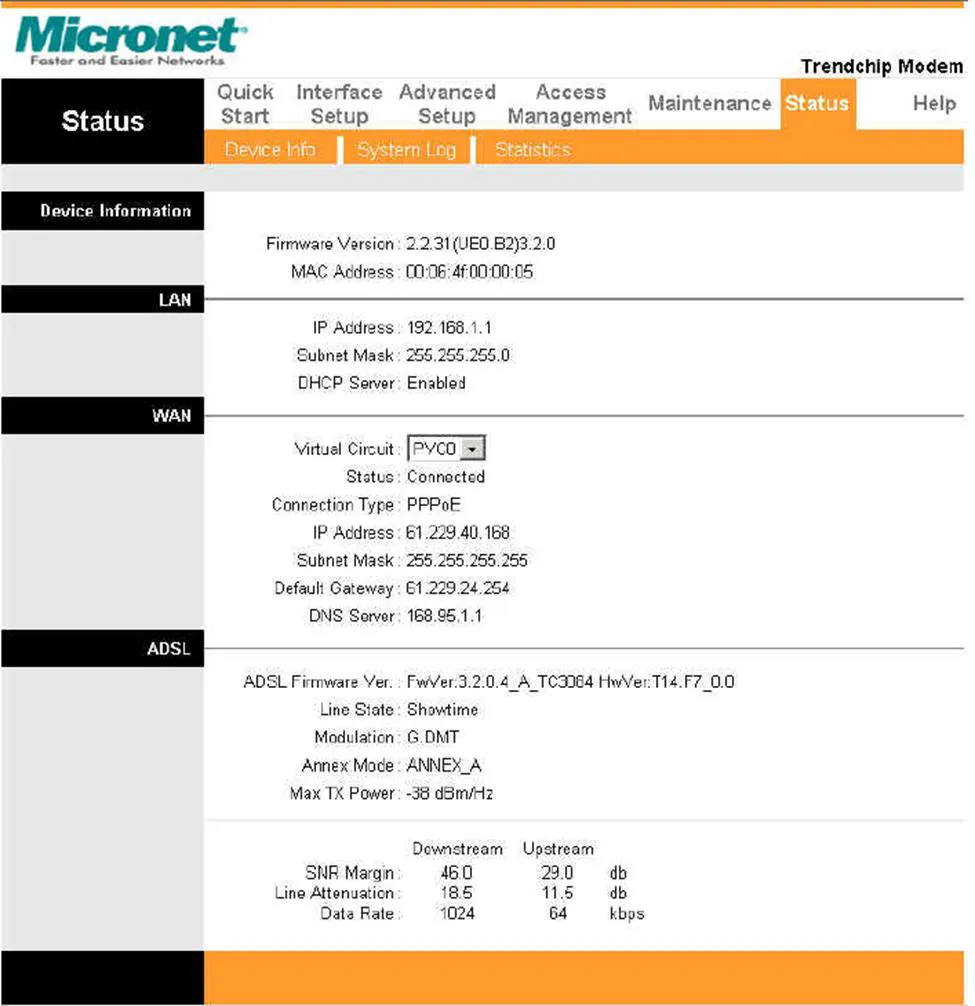 Micronet
Faster and Easier Networks
Trendchip Modem
Status
Quick Start
Interface Setup
Advanced Setup
Access Management
Maintenance
Status
Help
Device Info
System Log
Statistics
Device Information
Firmware Version : 2.2.31(UE0.B2)3.2.0
MAC Address : 00:06:4f:00:00:05
LAN
IP Address : 192.168.1.1
Subnet Mask : 255.255.255.0
DHCP Server : Enabled
WAN
Virtual Circuit : PVC0
Status : Connected
Connection Type : PPPoE
IP Address : 61.229.40.168
Subnet Mask : 255.255.255.255
Default Gateway : 61.229.24.254
DNS Server : 168.95.1.1
ADSL
ADSL Firmware Ver. : FwVer:3.2.0.4_A_TC3084 HwVer:T14.F7_0.0
Line State : Showtime
Modulation : G.DMT
Annex Mode : ANNEX_A
Max TX Power : -38 dBm/Hz
Downstream Upstream
SNR Margin : 46.0 29.0 db
Line Attenuation : 18.5 11.5 db
Data Rate : 1024 64 kbps